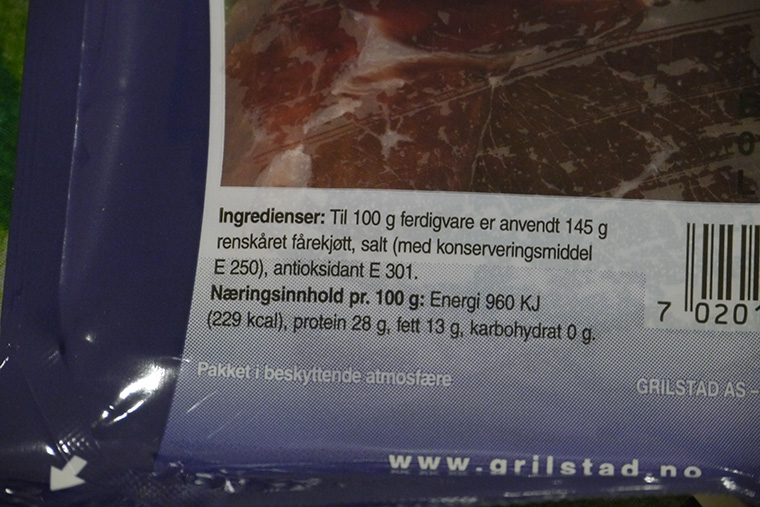 Ingredienser: Til 100 g ferdigvare er anvendt 145 g
renskåret fårekjøtt, salt (med konserveringsmiddel
E 250), antioksidant E 301.
Næringsinnhold pr. 100 g: Energi 960 KJ
(229 kcal), protein 28 g, fett 13 g, karbohydrat 0 g.
7 0201
Pakket i beskyttende atmosfære
GRILSTAD AS –
www.grilstad.no